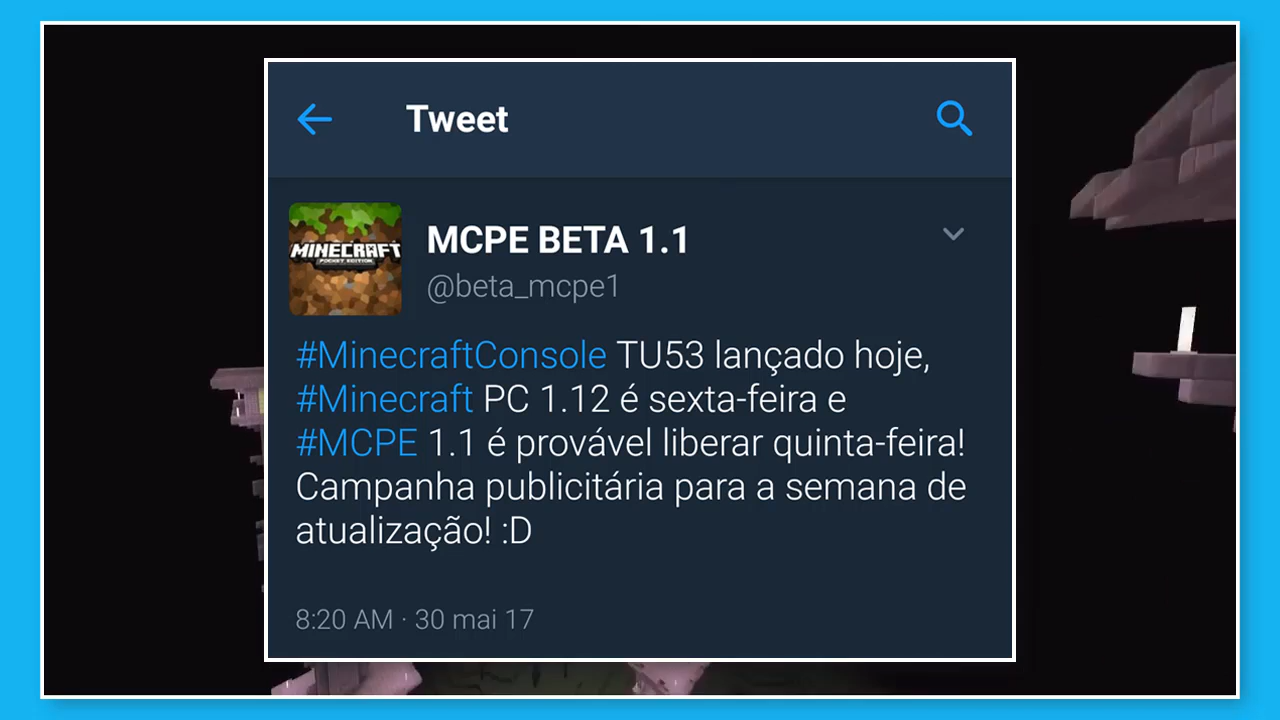 Tweet
MINECRAFT
POCKET EDITION
MCPE BETA 1.1
@beta_mcpe1
#MinecraftConsole TU53 lançado hoje,
#Minecraft PC 1.12 é sexta-feira e
#MCPE 1.1 é provável liberar quinta-feira!
Campanha publicitária para a semana de
atualização! :D
8:20 AM · 30 mai 17